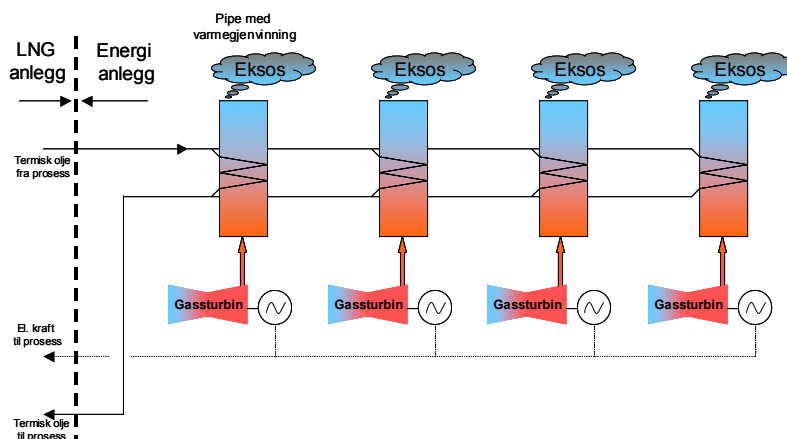 Pipe med
varmegjenvinning
LNG
anlegg
Energi
anlegg
Eksos
Eksos
Eksos
Eksos
Termisk olje
fra prosess
Gassturbin
Gassturbin
Gassturbin
Gassturbin
El. kraft
til prosess
Termisk olje
til prosess